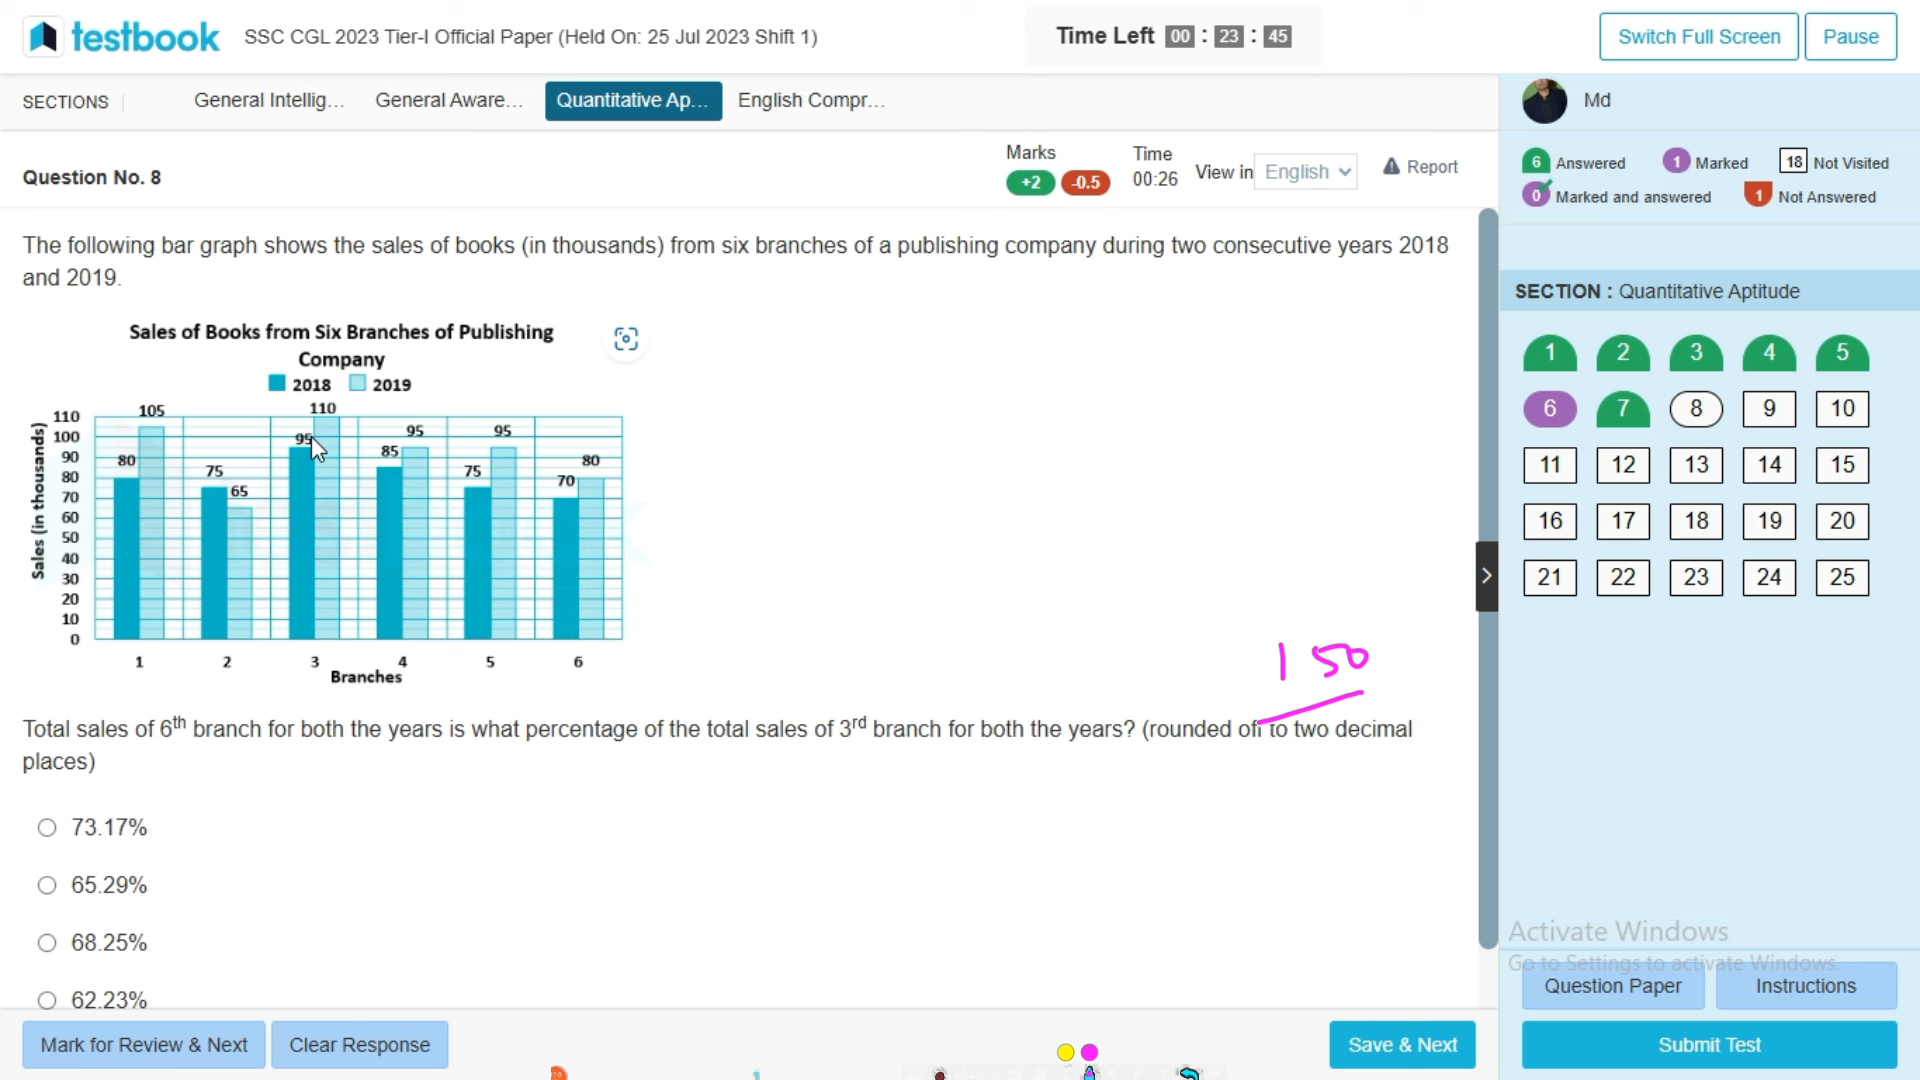 testbook SSC CGL 2023 Tier-I Official Paper (Held On: 25 Jul 2023 Shift 1) Time Left 00 : 23 : 45 Switch Full Screen Pause
SECTIONS General Intellig... General Aware... Quantitative Ap... English Compr...
Md
Question No. 8
Marks
+2 -0.5
Time
00:26
View in English
Report
6 Answered 1 Marked 18 Not Visited
0 Marked and answered 1 Not Answered
The following bar graph shows the sales of books (in thousands) from six branches of a publishing company during two consecutive years 2018
and 2019.
Sales of Books from Six Branches of Publishing
Company
2018 2019
Sales (in thousands)
110
100
90
80
70
60
50
40
30
20
10
0
80 105
75 65
95 110
85 95
75 95
70 80
1 2 3 4 5 6
Branches
150
Total sales of 6th branch for both the years is what percentage of the total sales of 3rd branch for both the years? (rounded off to two decimal
places)
73.17%
65.29%
68.25%
62.23%
Mark for Review & Next Clear Response Save & Next
SECTION : Quantitative Aptitude
1 2 3 4 5
6 7 8 9 10
11 12 13 14 15
16 17 18 19 20
21 22 23 24 25
Activate Windows
Go to Settings to activate Windows.
Question Paper Instructions
Submit Test